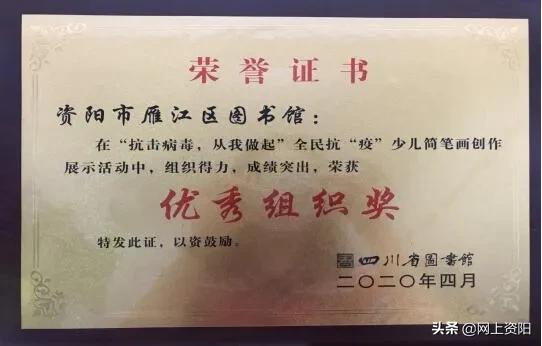 荣誉证书
资阳市雁江区图书馆：
在“抗击病毒，从我做起”全民抗“疫”少儿简笔画创作
展示活动中，组织得力，成绩突出，荣获
优秀组织奖
特发此证，以资鼓励。
四川省圖書館
二〇二〇年四月
头条 @网上资阳